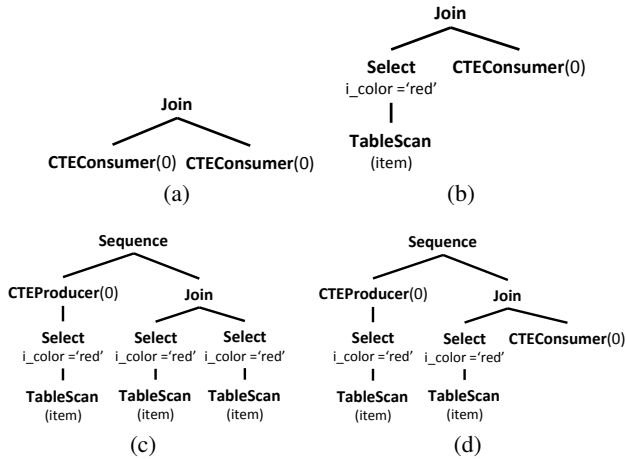 Join
CTEConsumer(0) CTEConsumer(0)
(a)
Join
Select CTEConsumer(0)
i_color =‘red’
TableScan
(item)
(b)
Sequence
CTEProducer(0) Join
Select Select Select
i_color =‘red’ i_color =‘red’ i_color =‘red’
TableScan TableScan TableScan
(item) (item) (item)
(c)
Sequence
CTEProducer(0) Join
Select Select CTEConsumer(0)
i_color =‘red’ i_color =‘red’
TableScan TableScan
(item) (item)
(d)